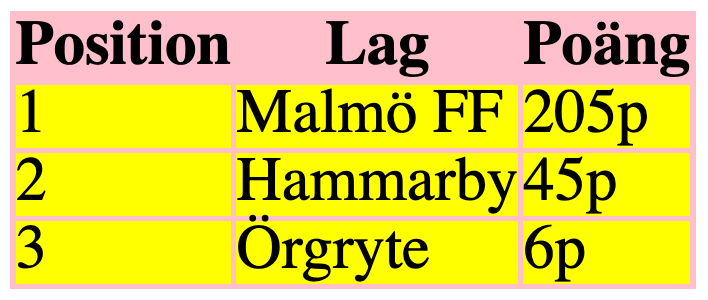 Position Lag Poäng
1 Malmö FF 205p
2 Hammarby 45p
3 Örgryte 6p